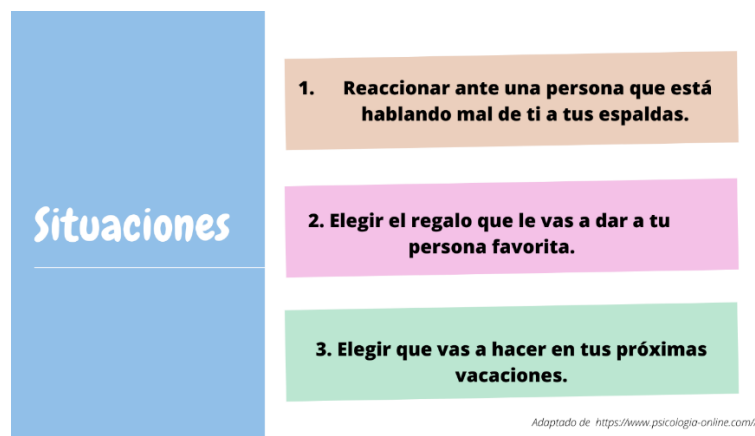 Situaciones
1. Reaccionar ante una persona que está
hablando mal de ti a tus espaldas.
2. Elegir el regalo que le vas a dar a tu
persona favorita.
3. Elegir que vas a hacer en tus próximas
vacaciones.
Adaptado de https://www.psicologia-online.com/